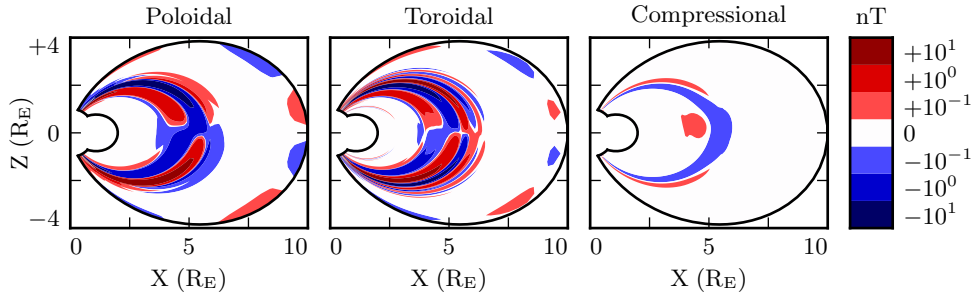 Poloidal Toroidal Compressional nT
+4 0 −4
Z (R_E)
0 5 10 0 5 10 0 5 10
X (R_E) X (R_E) X (R_E)
+10^1
+10^0
+10^−1
0
−10^−1
−10^0
−10^1